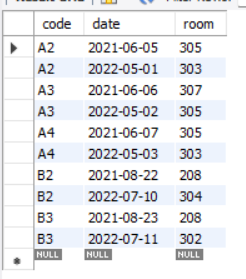 code date room
A2 2021-06-05 305
A2 2022-05-01 303
A3 2021-06-06 307
A3 2022-05-02 305
A4 2021-06-07 305
A4 2022-05-03 303
B2 2021-08-22 208
B2 2022-07-10 304
B3 2021-08-23 208
B3 2022-07-11 302
NULL NULL NULL